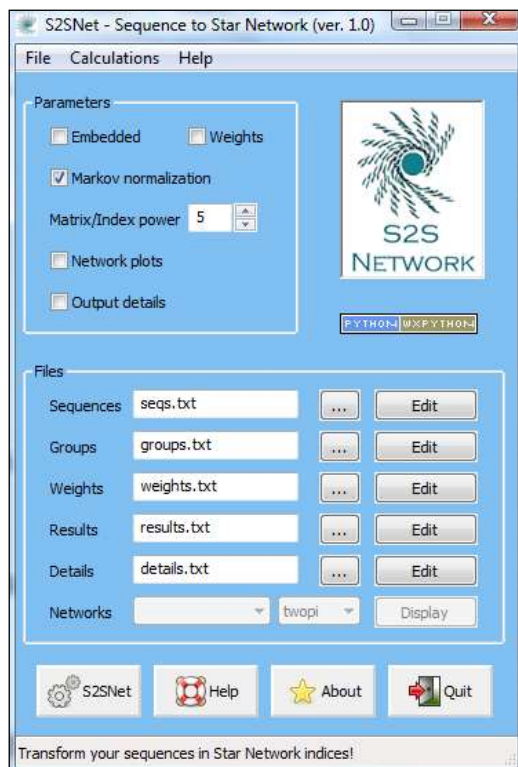 S2SNet - Sequence to Star Network (ver. 1.0)
File Calculations Help
Parameters
Embedded Weights
Markov normalization
Matrix/Index power 5
Network plots
Output details
S2S
NETWORK
PYTHON WXPYTHON
Files
Sequences seqs.txt ... Edit
Groups groups.txt ... Edit
Weights weights.txt ... Edit
Results results.txt ... Edit
Details details.txt ... Edit
Networks twopi Display
S2SNet Help About Quit
Transform your sequences in Star Network indices!